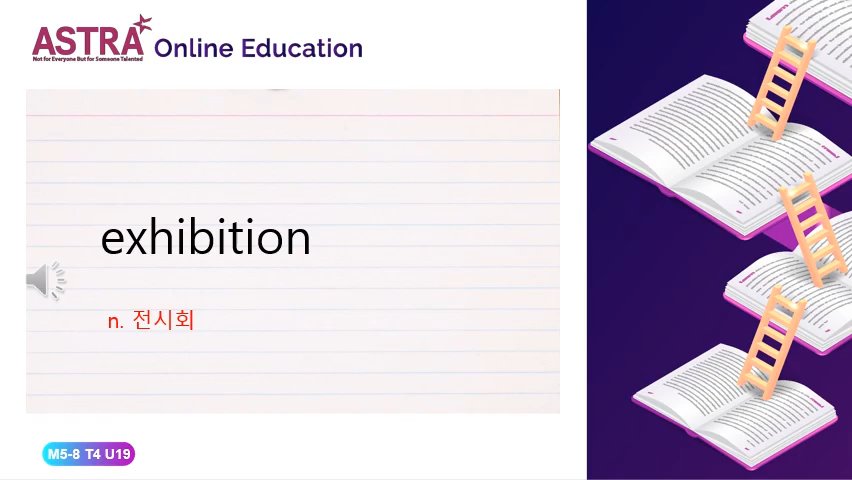 ASTRA Online Education
Not for Everyone But for Someone Talented
exhibition
n. 전시회
M5-8 T4 U19